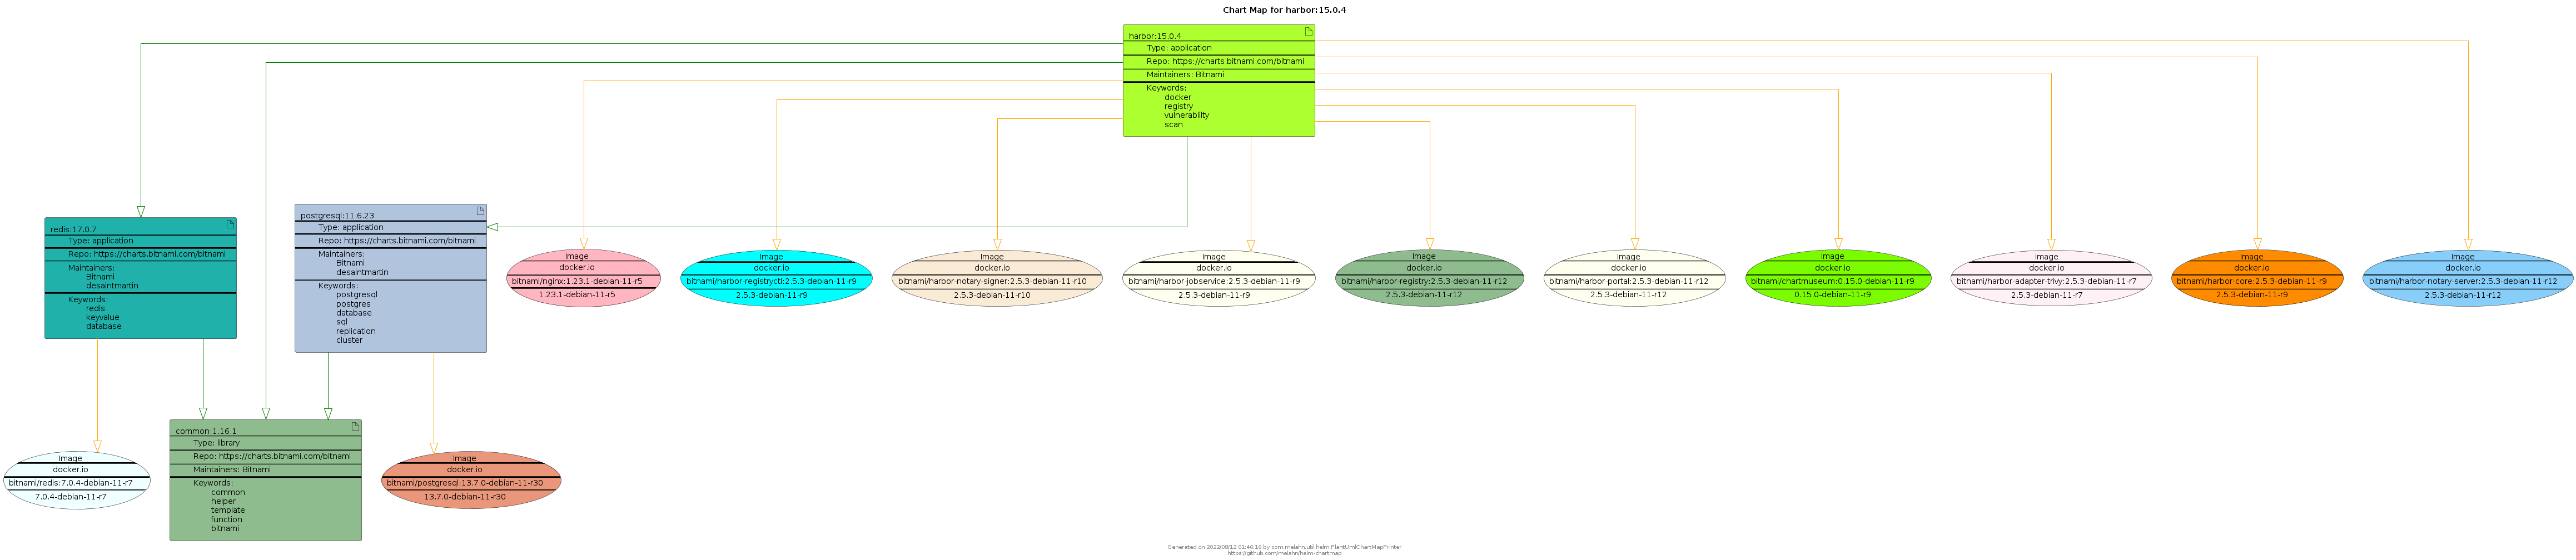 Chart Map for harbor:15.0.4
harbor:15.0.4
Type: application
Repo: https://charts.bitnami.com/bitnami
Maintainers: Bitnami
Keywords:
docker
registry
vulnerability
scan
redis:17.0.7
Type: application
Repo: https://charts.bitnami.com/bitnami
Maintainers:
Bitnami
desaintmartin
Keywords:
redis
keyvalue
database
postgresql:11.6.23
Type: application
Repo: https://charts.bitnami.com/bitnami
Maintainers:
Bitnami
desaintmartin
Keywords:
postgresql
postgres
database
sql
replication
cluster
Image
docker.io
bitnami/nginx:1.23.1-debian-11-r5
1.23.1-debian-11-r5
Image
docker.io
bitnami/harbor-registryctl:2.5.3-debian-11-r9
2.5.3-debian-11-r9
Image
docker.io
bitnami/harbor-notary-signer:2.5.3-debian-11-r10
2.5.3-debian-11-r10
Image
docker.io
bitnami/harbor-jobservice:2.5.3-debian-11-r9
2.5.3-debian-11-r9
Image
docker.io
bitnami/harbor-registry:2.5.3-debian-11-r12
2.5.3-debian-11-r12
Image
docker.io
bitnami/harbor-portal:2.5.3-debian-11-r12
2.5.3-debian-11-r12
Image
docker.io
bitnami/chartmuseum:0.15.0-debian-11-r9
0.15.0-debian-11-r9
Image
docker.io
bitnami/harbor-adapter-trivy:2.5.3-debian-11-r7
2.5.3-debian-11-r7
Image
docker.io
bitnami/harbor-core:2.5.3-debian-11-r9
2.5.3-debian-11-r9
Image
docker.io
bitnami/harbor-notary-server:2.5.3-debian-11-r12
2.5.3-debian-11-r12
Image
docker.io
bitnami/redis:7.0.4-debian-11-r7
7.0.4-debian-11-r7
common:1.16.1
Type: library
Repo: https://charts.bitnami.com/bitnami
Maintainers: Bitnami
Keywords:
common
helper
template
function
bitnami
Image
docker.io
bitnami/postgresql:13.7.0-debian-11-r30
13.7.0-debian-11-r30
Generated on 2022/08/12 01:46:16 by com.melahn.util.helm.PlantUmlChartMapPrinter
https://github.com/melahn/helm-chartmap